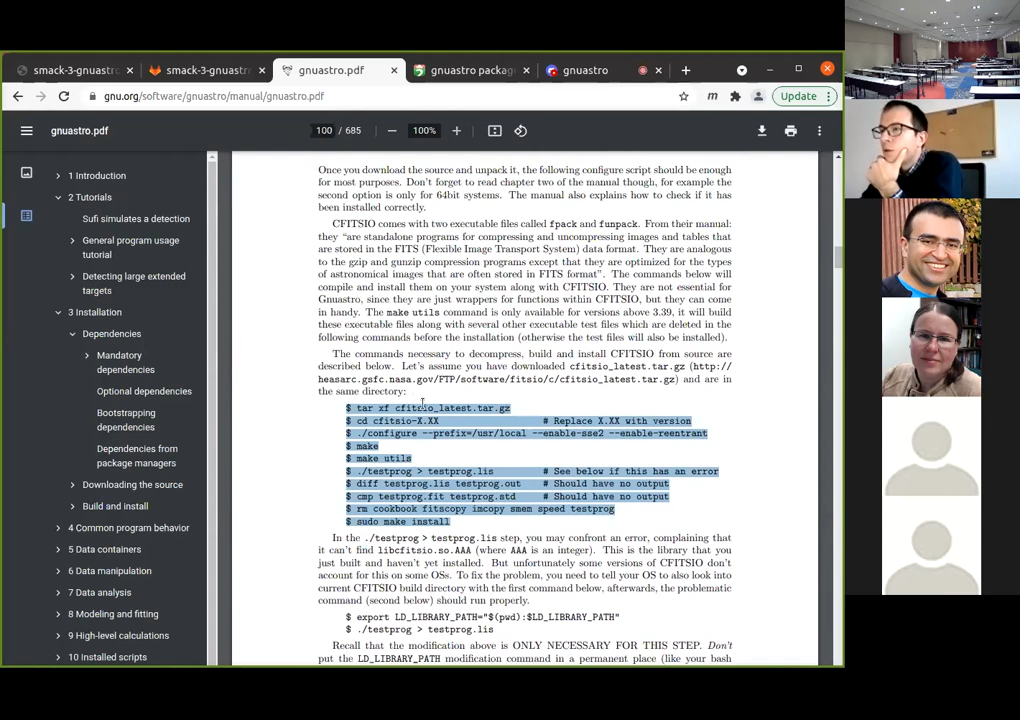 smack-3-gnuastro
smack-3-gnuastr
gnuastro.pdf
gnuastro packag
gnuastro
gnu.org/software/gnuastro/manual/gnuastro.pdf
m
Update
gnuastro.pdf
100 / 685
100%
1 Introduction
2 Tutorials
Sufi simulates a detection
General program usage
tutorial
Detecting large extended
targets
3 Installation
Dependencies
Mandatory
dependencies
Optional dependencies
Bootstrapping
dependencies
Dependencies from
package managers
Downloading the source
Build and install
4 Common program behavior
5 Data containers
6 Data manipulation
7 Data analysis
8 Modeling and fitting
9 High-level calculations
10 Installed scripts
Once you download the source and unpack it, the following configure script should be enough
for most purposes. Don't forget to read chapter two of the manual though, for example the
second option is only for 64bit systems. The manual also explains how to check if it has
been installed correctly.
CFITSIO comes with two executable files called fpack and funpack. From their manual:
they “are standalone programs for compressing and uncompressing images and tables that
are stored in the FITS (Flexible Image Transport System) data format. They are analogous
to the gzip and gunzip compression programs except that they are optimized for the types
of astronomical images that are often stored in FITS format”. The commands below will
compile and install them on your system along with CFITSIO. They are not essential for
Gnuastro, since they are just wrappers for functions within CFITSIO, but they can come
in handy. The make utils command is only available for versions above 3.39, it will build
these executable files along with several other executable test files which are deleted in the
following commands before the installation (otherwise the test files will also be installed).
The commands necessary to decompress, build and install CFITSIO from source are
described below. Let's assume you have downloaded cfitsio_latest.tar.gz (http://
heasarc.gsfc.nasa.gov/FTP/software/fitsio/c/cfitsio_latest.tar.gz) and are in
the same directory:
$ tar xf cfitsio_latest.tar.gz
$ cd cfitsio-X.XX # Replace X.XX with version
$ ./configure --prefix=/usr/local --enable-sse2 --enable-reentrant
$ make
$ make utils
$ ./testprog > testprog.lis # See below if this has an error
$ diff testprog.lis testprog.out # Should have no output
$ cmp testprog.fit testprog.std # Should have no output
$ rm cookbook fitscopy imcopy smem speed testprog
$ sudo make install
In the ./testprog > testprog.lis step, you may confront an error, complaining that
it can't find libcfitsio.so.AAA (where AAA is an integer). This is the library that you
just built and haven't yet installed. But unfortunately some versions of CFITSIO don't
account for this on some OSs. To fix the problem, you need to tell your OS to also look into
current CFITSIO build directory with the first command below, afterwards, the problematic
command (second below) should run properly.
$ export LD_LIBRARY_PATH="$(pwd):$LD_LIBRARY_PATH"
$ ./testprog > testprog.lis
Recall that the modification above is ONLY NECESSARY FOR THIS STEP. Don't
put the LD_LIBRARY_PATH modification command in a permanent place (like your bash